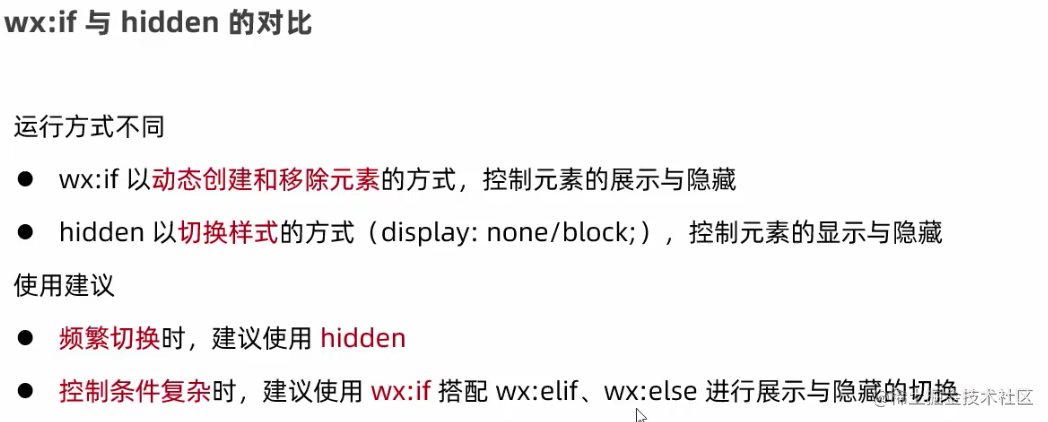 wx:if 与 hidden 的对比
运行方式不同
● wx:if 以动态创建和移除元素的方式，控制元素的展示与隐藏
● hidden 以切换样式的方式（display: none/block;），控制元素的显示与隐藏
使用建议
● 频繁切换时，建议使用 hidden
● 控制条件复杂时，建议使用 wx:if 搭配 wx:elif、wx:else 进行展示与隐藏的切换
@稀土掘金技术社区